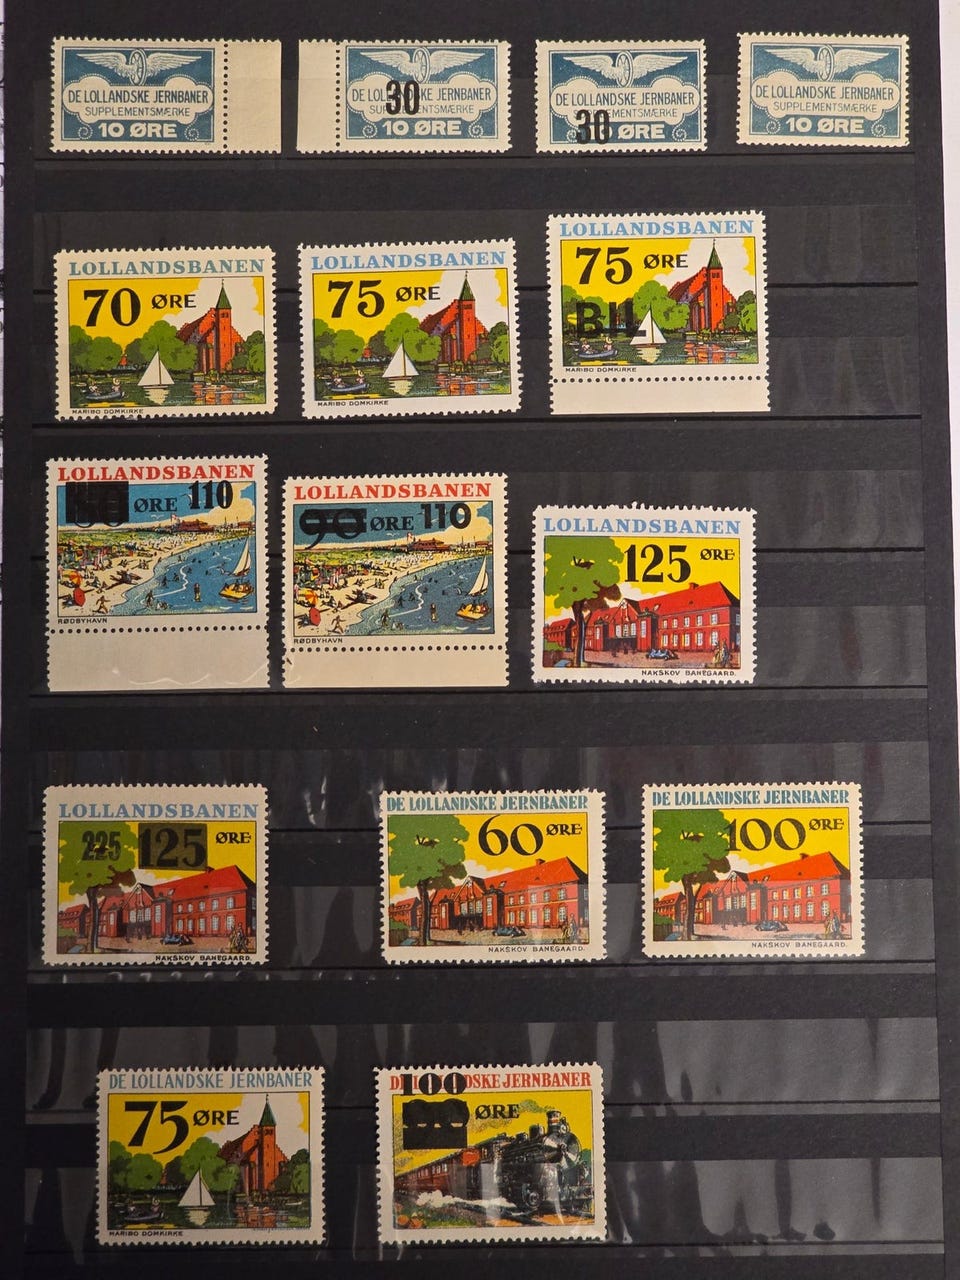 DE LOLLANDSKE JERNBANER
SUPPLEMENTSMÆRKE
10 ØRE
30
DE LOLLANDSKE JERNBANER
SUPPLEMENTSMÆRKE
10 ØRE
DE LOLLANDSKE JERNBANER
SUPPLEMENTSMÆRKE
30 ØRE
DE LOLLANDSKE JERNBANER
SUPPLEMENTSMÆRKE
10 ØRE
LOLLANDSBANEN
70 ØRE
MARIBO DOMKIRKE
LOLLANDSBANEN
75 ØRE
MARIBO DOMKIRKE
LOLLANDSBANEN
75 ØRE
BIL
MARIBO DOMKIRKE
LOLLANDSBANEN
ØRE 110
RØDBYHAVN
LOLLANDSBANEN
90 ØRE 110
RØDBYHAVN
LOLLANDSBANEN
125 ØRE
NAKSKOV BANEGAARD.
LOLLANDSBANEN
225 125 ØRE
NAKSKOV BANEGAARD.
DE LOLLANDSKE JERNBANER
60 ØRE
NAKSKOV BANEGAARD.
DE LOLLANDSKE JERNBANER
100 ØRE
NAKSKOV BANEGAARD.
DE LOLLANDSKE JERNBANER
75 ØRE
MARIBO DOMKIRKE
DE LOLLANDSKE JERNBANER
100
ØRE